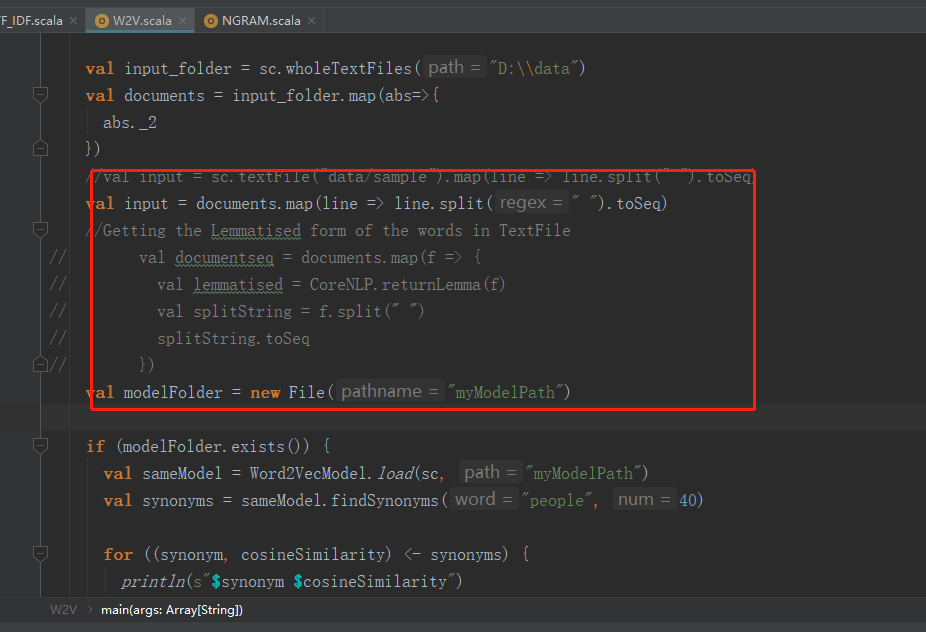 F_IDF.scala × W2V.scala × NGRAM.scala ×
val input_folder = sc.wholeTextFiles( path = "D:\\data")
val documents = input_folder.map(abs=>{
abs._2
})
//val input = sc.textFile("data/sample").map(line => line.split(" ").toSeq)
val input = documents.map(line => line.split( regex = " ").toSeq)
//Getting the Lemmatised form of the words in TextFile
// val documentseq = documents.map(f => {
// val lemmatised = CoreNLP.returnLemma(f)
// val splitString = f.split(" ")
// splitString.toSeq
// })
val modelFolder = new File( pathname = "myModelPath")
if (modelFolder.exists()) {
val sameModel = Word2VecModel.load(sc, path = "myModelPath")
val synonyms = sameModel.findSynonyms( word = "people", num = 40)
for ((synonym, cosineSimilarity) <- synonyms) {
println(s"$synonym $cosineSimilarity")
W2V › main(args: Array[String])